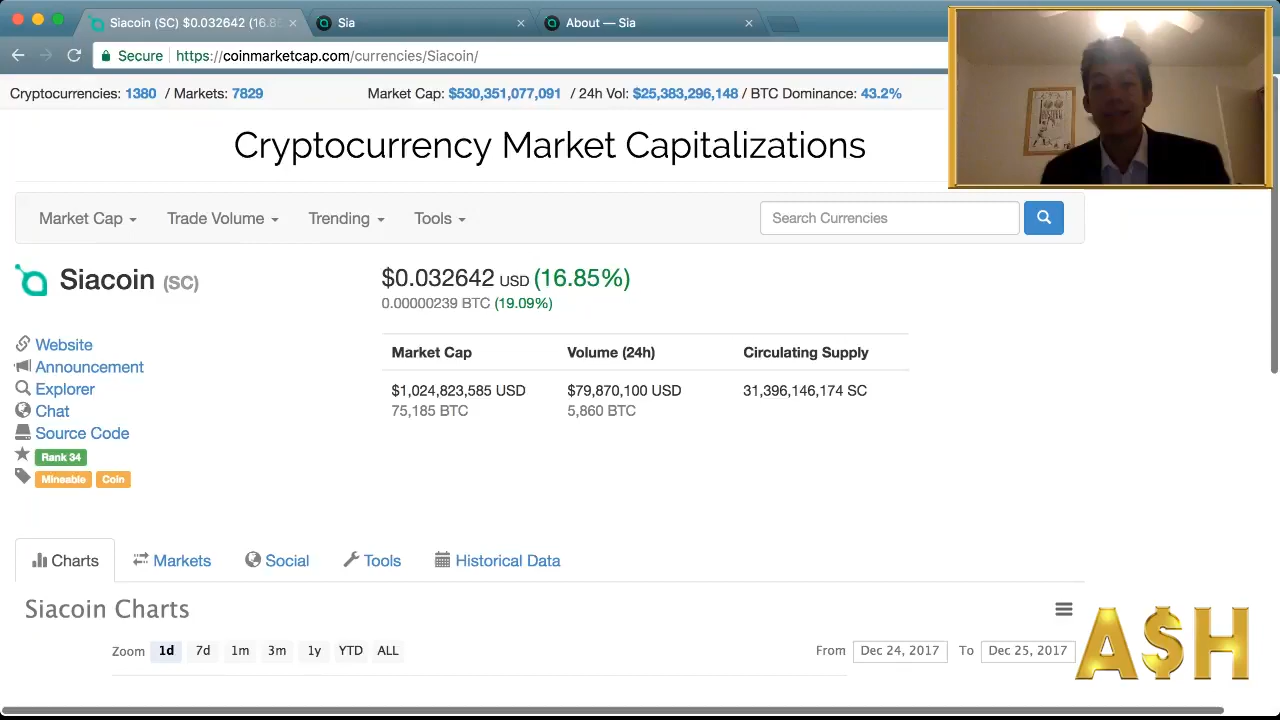 Siacoin (SC) $0.032642 (16.8
Sia
About — Sia
Secure https://coinmarketcap.com/currencies/Siacoin/
Cryptocurrencies: 1380 / Markets: 7829 Market Cap: $530,351,077,091 / 24h Vol: $25,383,296,148 / BTC Dominance: 43.2%
Cryptocurrency Market Capitalizations
Market Cap Trade Volume Trending Tools Search Currencies
Siacoin (SC)
$0.032642 USD (16.85%)
0.00000239 BTC (19.09%)
Website
Announcement
Explorer
Chat
Source Code
Rank 34
Mineable Coin
Market Cap Volume (24h) Circulating Supply
$1,024,823,585 USD $79,870,100 USD 31,396,146,174 SC
75,185 BTC 5,860 BTC
Charts Markets Social Tools Historical Data
Siacoin Charts
Zoom 1d 7d 1m 3m 1y YTD ALL From Dec 24, 2017 To Dec 25, 2017
A$H